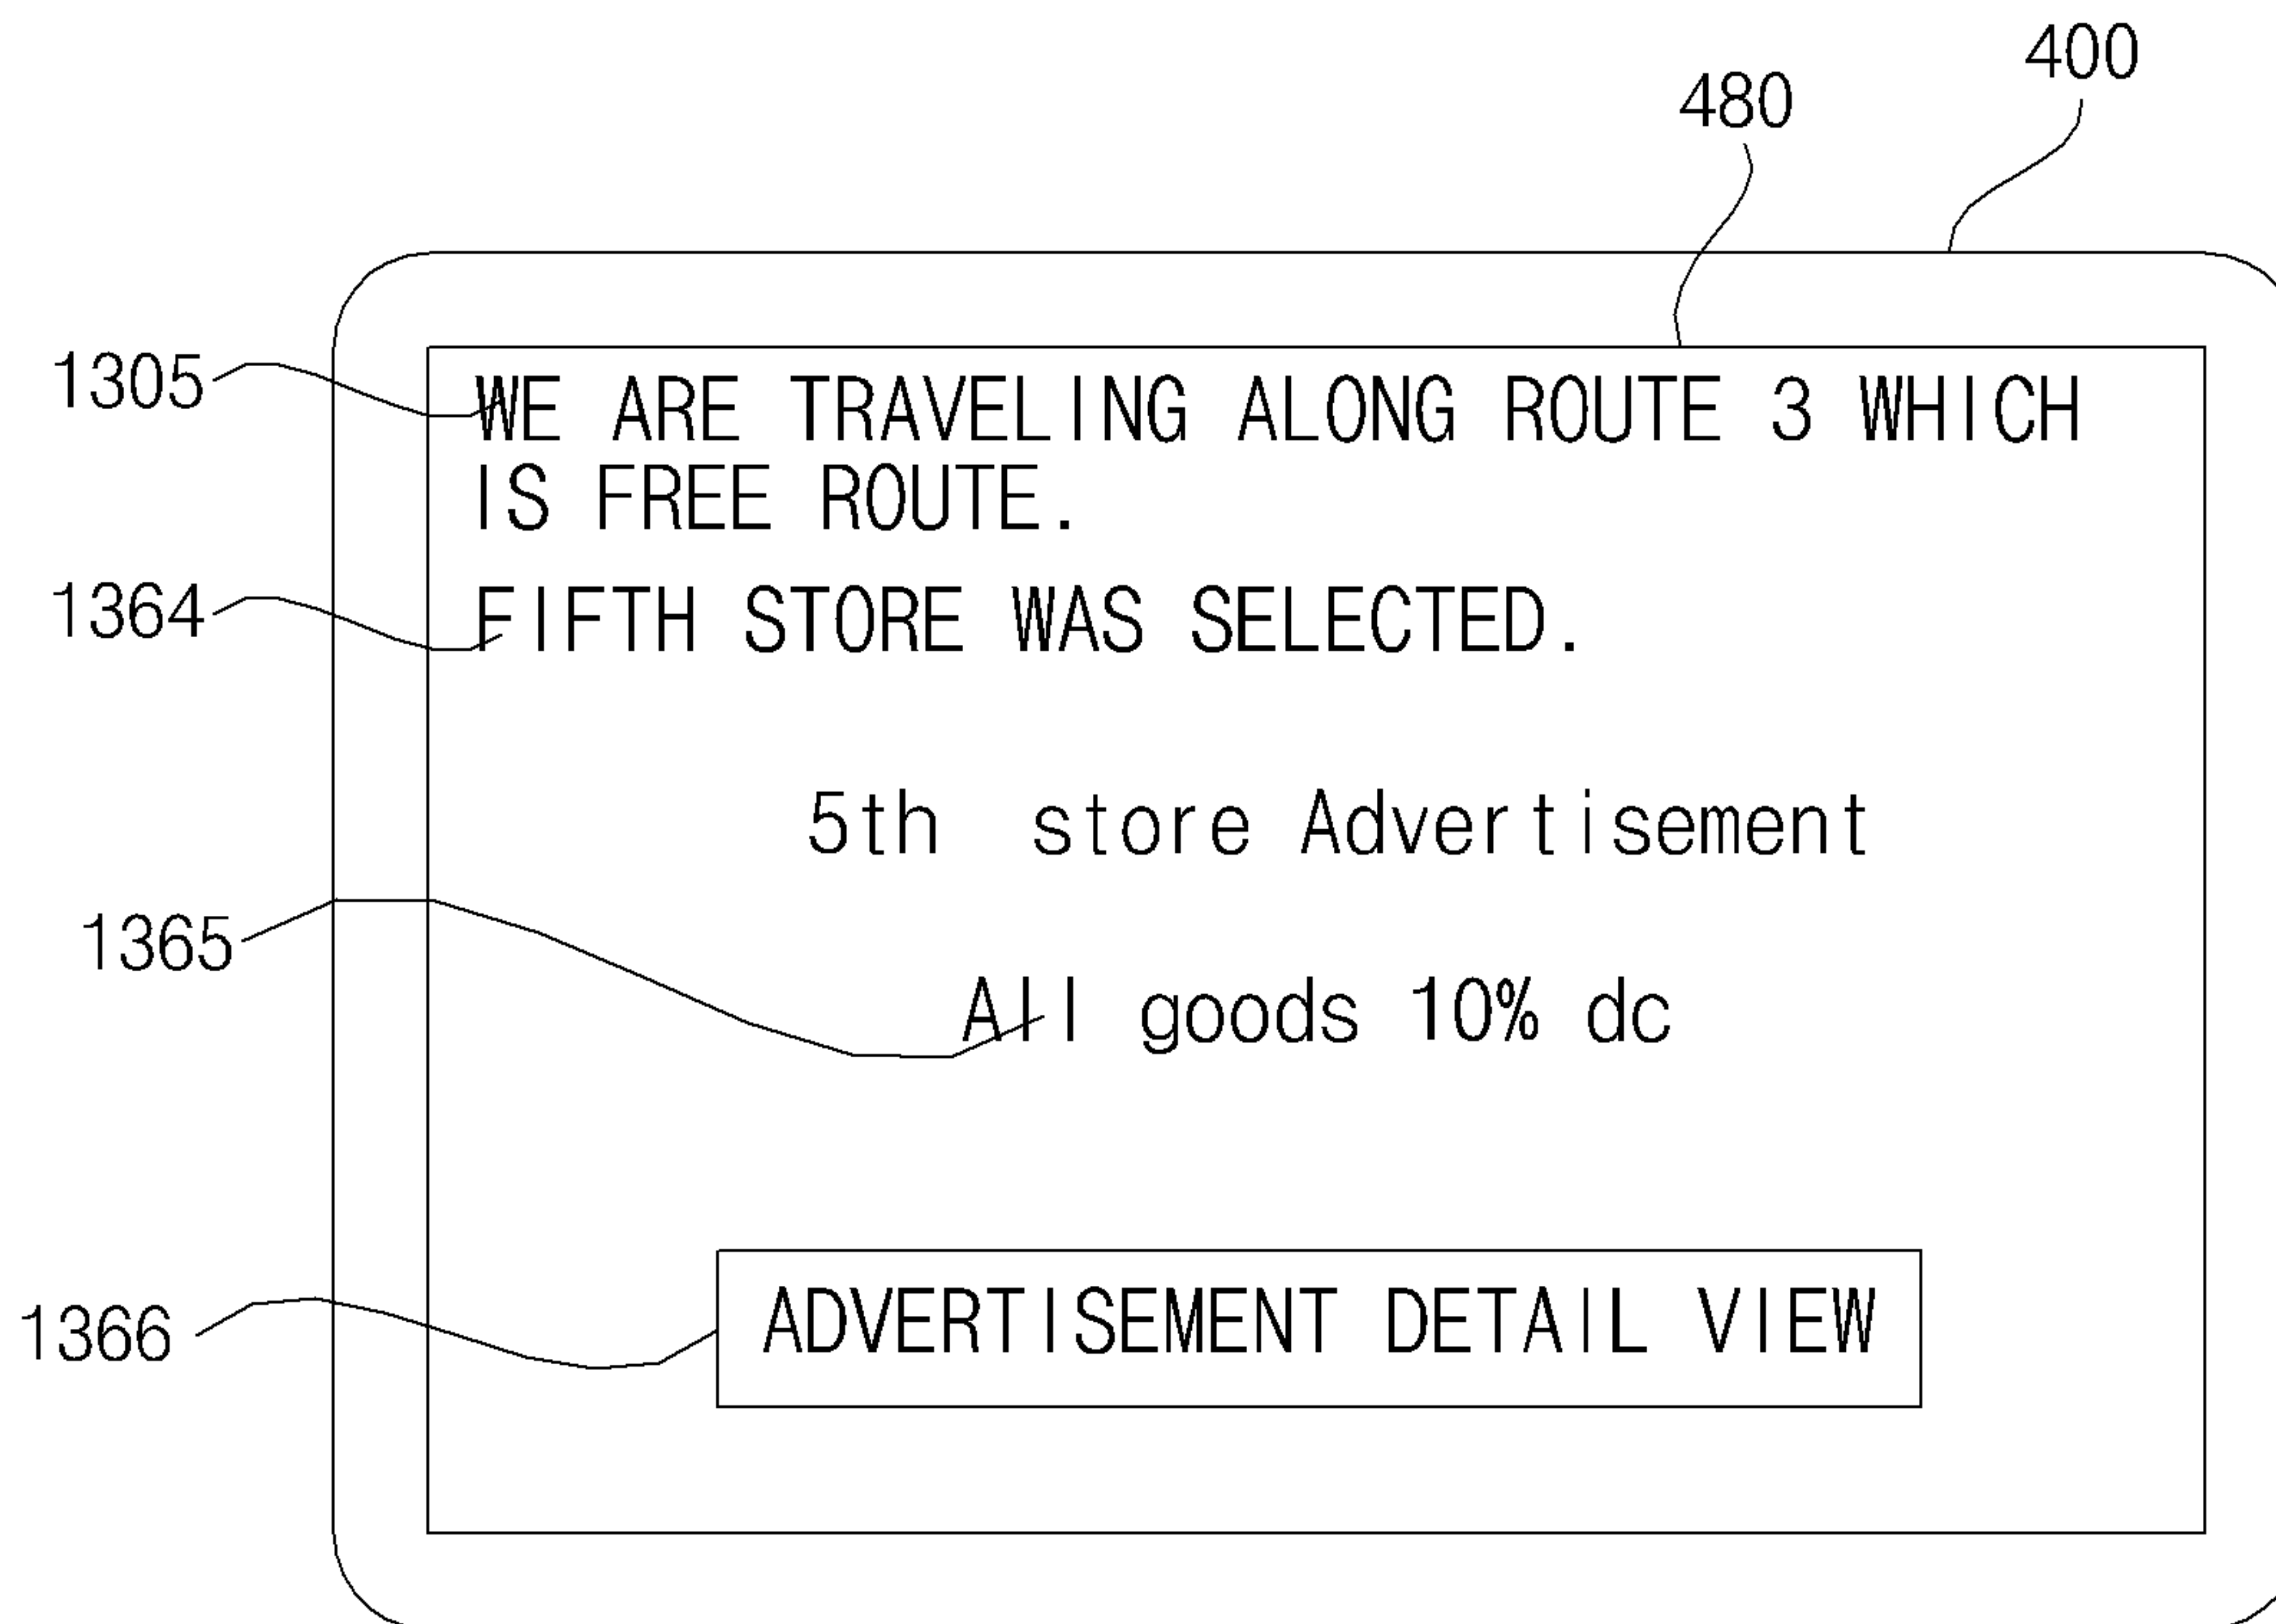 400
480
1305
WE ARE TRAVELING ALONG ROUTE 3 WHICH
IS FREE ROUTE.
1364
FIFTH STORE WAS SELECTED.
5th store Advertisement
1365
All goods 10% dc
1366
ADVERTISEMENT DETAIL VIEW